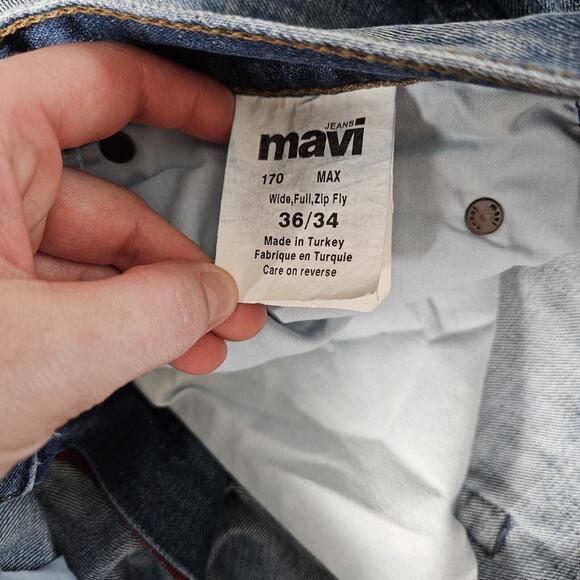 JEANS
mavi
170 MAX
Wide,Full,Zip Fly
36/34
Made in Turkey
Fabrique en Turquie
Care on reverse
mavi